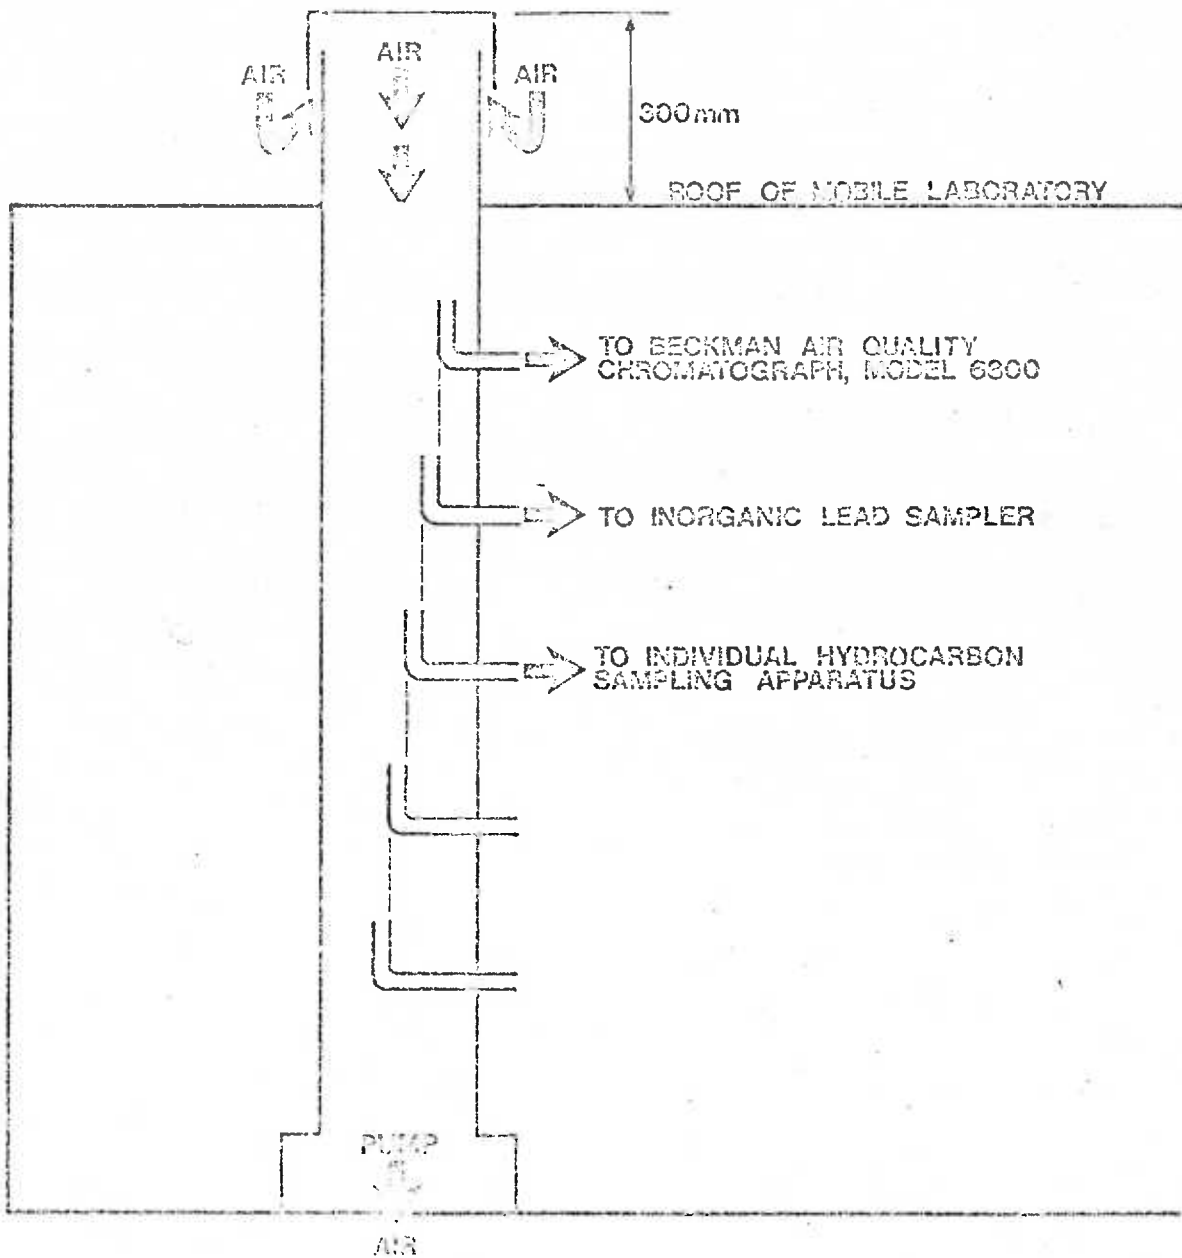 AIR
AIR
AIR
300mm
ROOF OF MOBILE LABORATORY
TO BECKMAN AIR QUALITY
CHROMATOGRAPH, MODEL 6800
TO INORGANIC LEAD SAMPLER
TO INDIVIDUAL HYDROCARBON
SAMPLING APPARATUS
PUMP
AIR